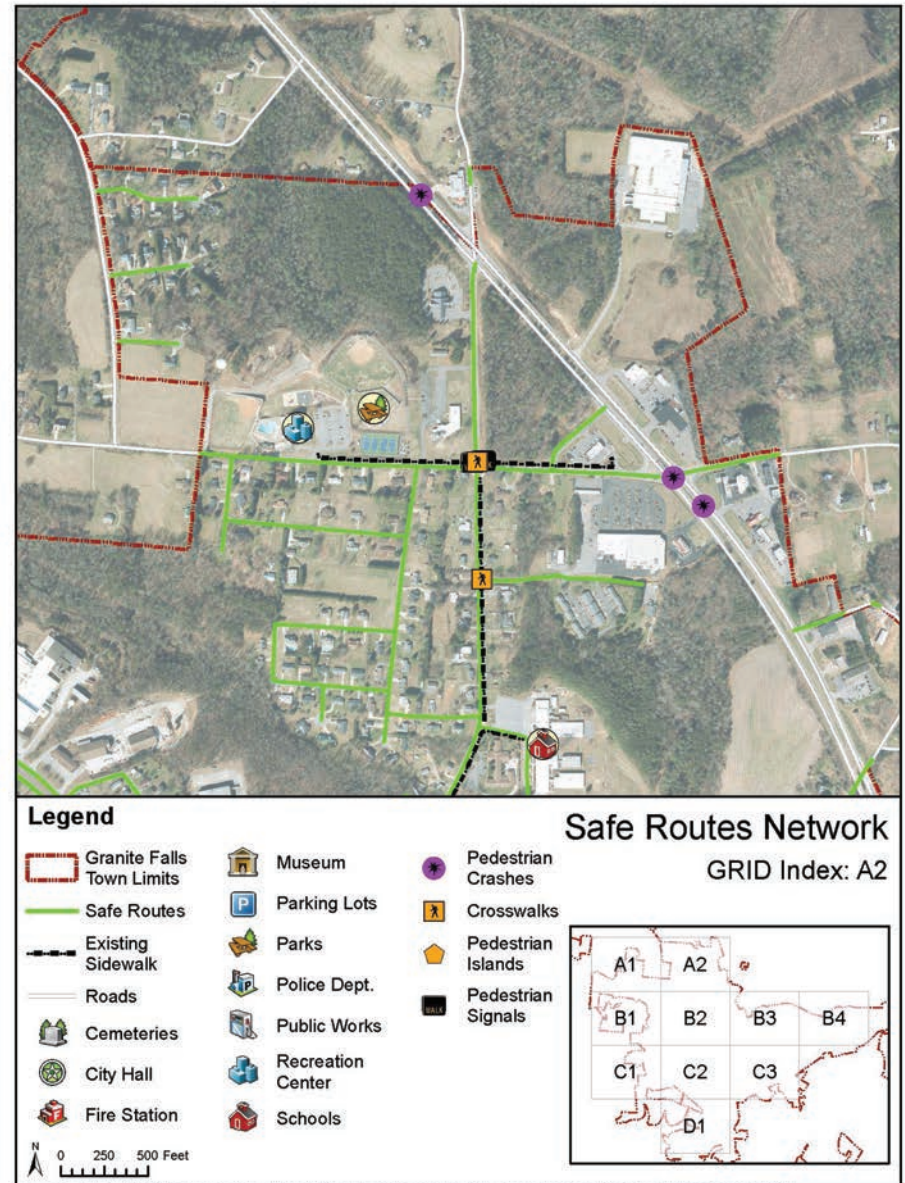 Legend
Granite Falls
Town Limits
Safe Routes
Existing
Sidewalk
Roads
Cemeteries
City Hall
Fire Station
Museum
P
Parking Lots
Parks
P
Police Dept.
Public Works
Recreation
Center
Schools
Pedestrian
Crashes
Crosswalks
Pedestrian
Islands
WALK
Pedestrian
Signals
Safe Routes Network
GRID Index: A2
A1 A2
B1 B2 B3 B4
C1 C2 C3
D1
N
0 250 500 Feet